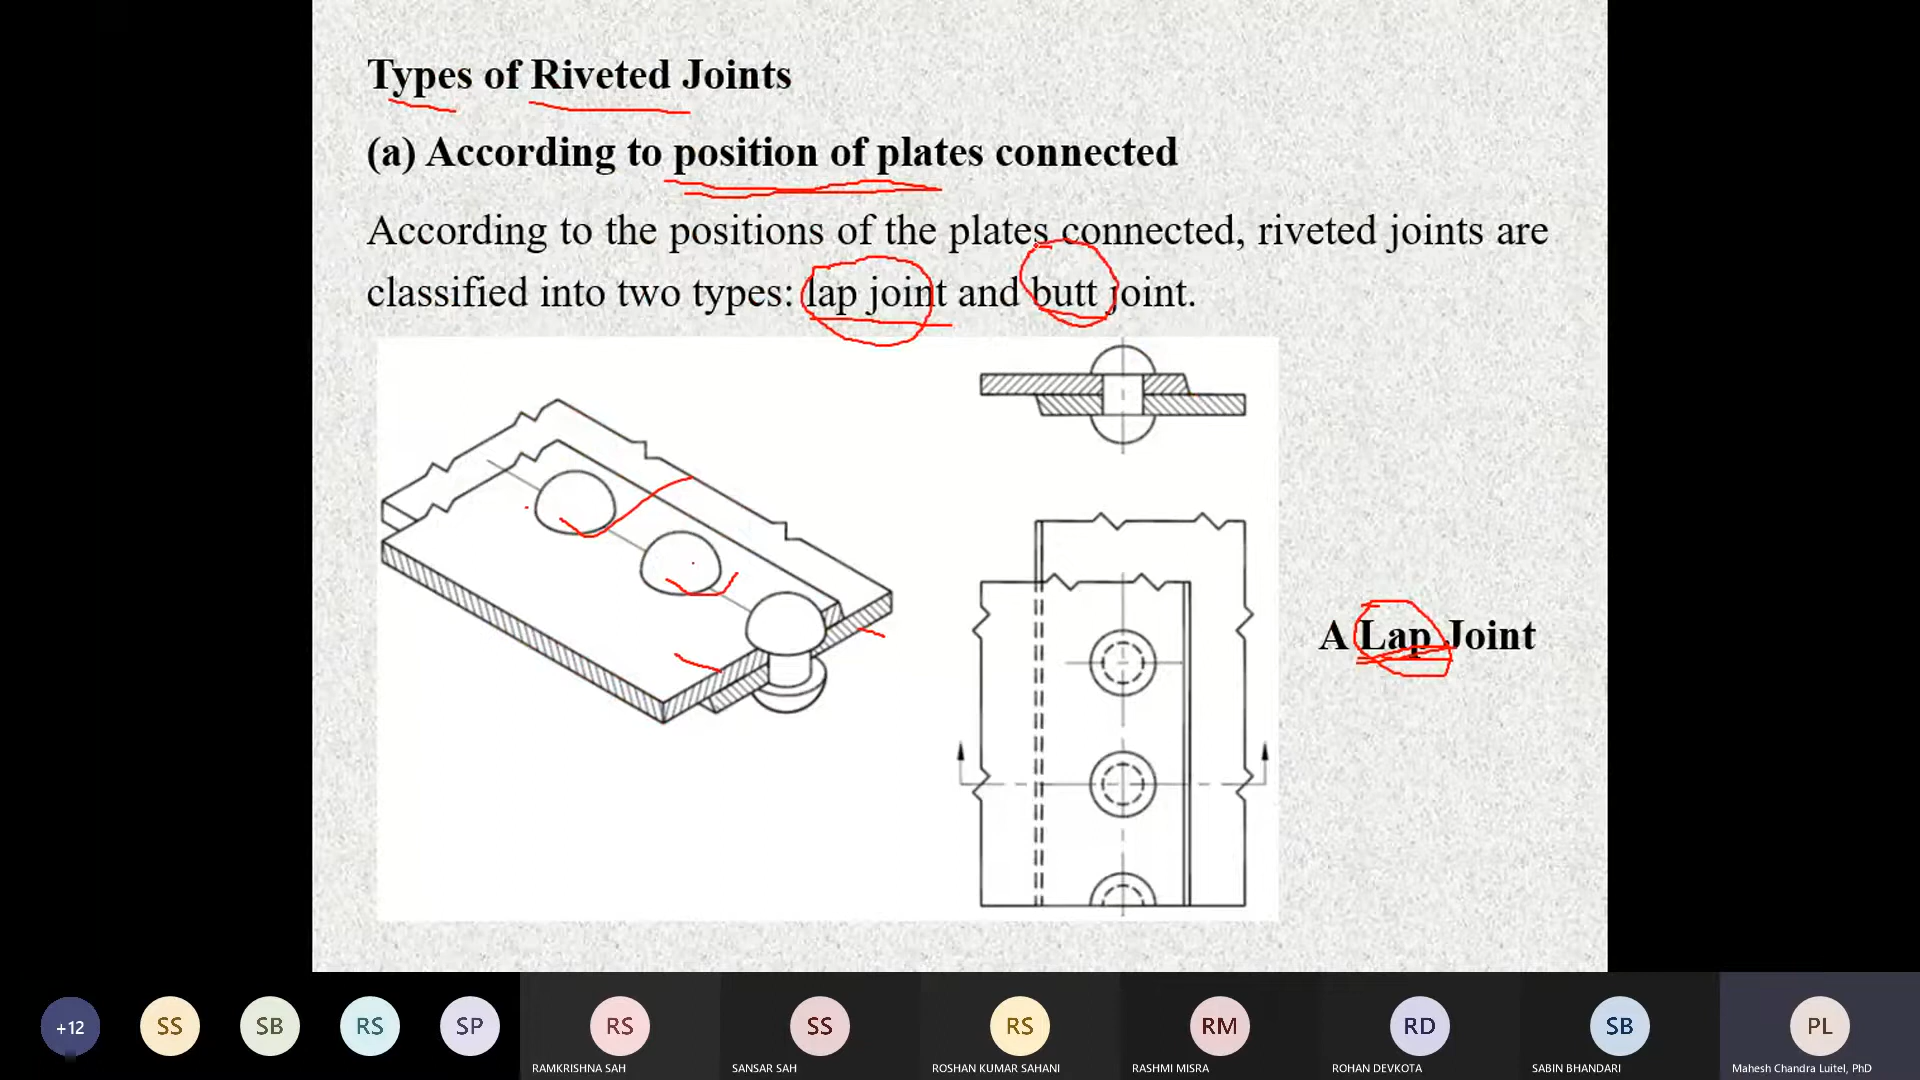 Types of Riveted Joints
(a) According to position of plates connected
According to the positions of the plates connected, riveted joints are
classified into two types: lap joint and butt joint.
A Lap Joint
+12
SS
SB
RS
SP
RS
SS
RS
RM
RD
SB
PL
RAMKRISHNA SAH
SANSAR SAH
ROSHAN KUMAR SAHANI
RASHMI MISRA
ROHAN DEVKOTA
SABIN BHANDARI
Mahesh Chandra Luitel, PhD